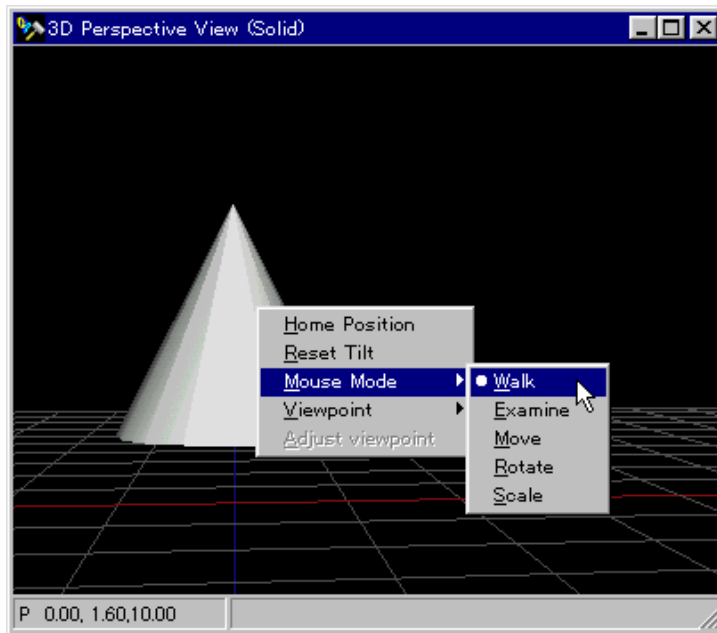 3D Perspective View (Solid)
Home Position
Reset Tilt
Mouse Mode
Viewpoint
Adjust viewpoint
Walk
Examine
Move
Rotate
Scale
P 0.00, 1.60,10.00